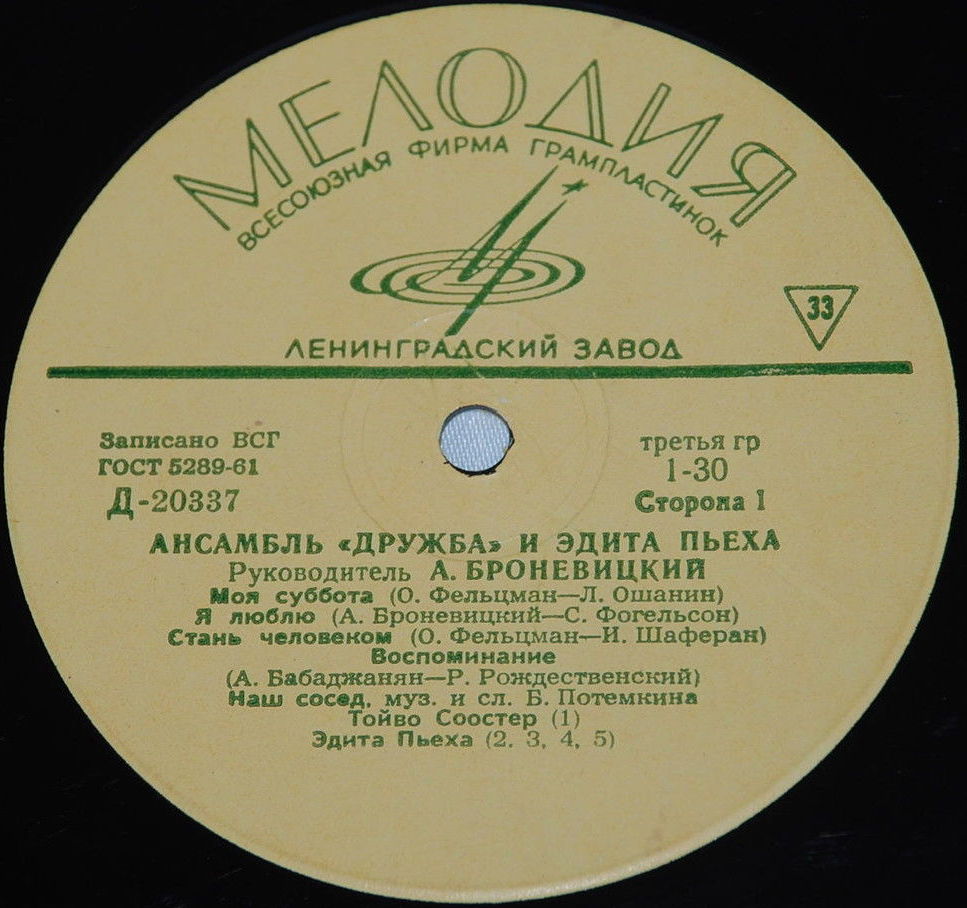 МЕЛОДИЯ
ВСЕСОЮЗНАЯ ФИРМА ГРАМПЛАСТИНОК
33
ЛЕНИНГРАДСКИЙ ЗАВОД
Записано ВСГ
ГОСТ 5289-61
Д-20337
третья гр
1-30
Сторона 1
АНСАМБЛЬ «ДРУЖБА» И ЭДИТА ПЬЕХА
Руководитель А. БРОНЕВИЦКИЙ
Моя суббота (О. Фельцман—Л. Ошанин)
Я люблю (А. Броневицкий—С. Фогельсон)
Стань человеком (О. Фельцман—И. Шаферан)
Воспоминание
(А. Бабаджанян—Р. Рождественский)
Наш сосед, муз. и сл. Б. Потемкина
Тойво Соостер (1)
Эдита Пьеха (2. 3, 4, 5)